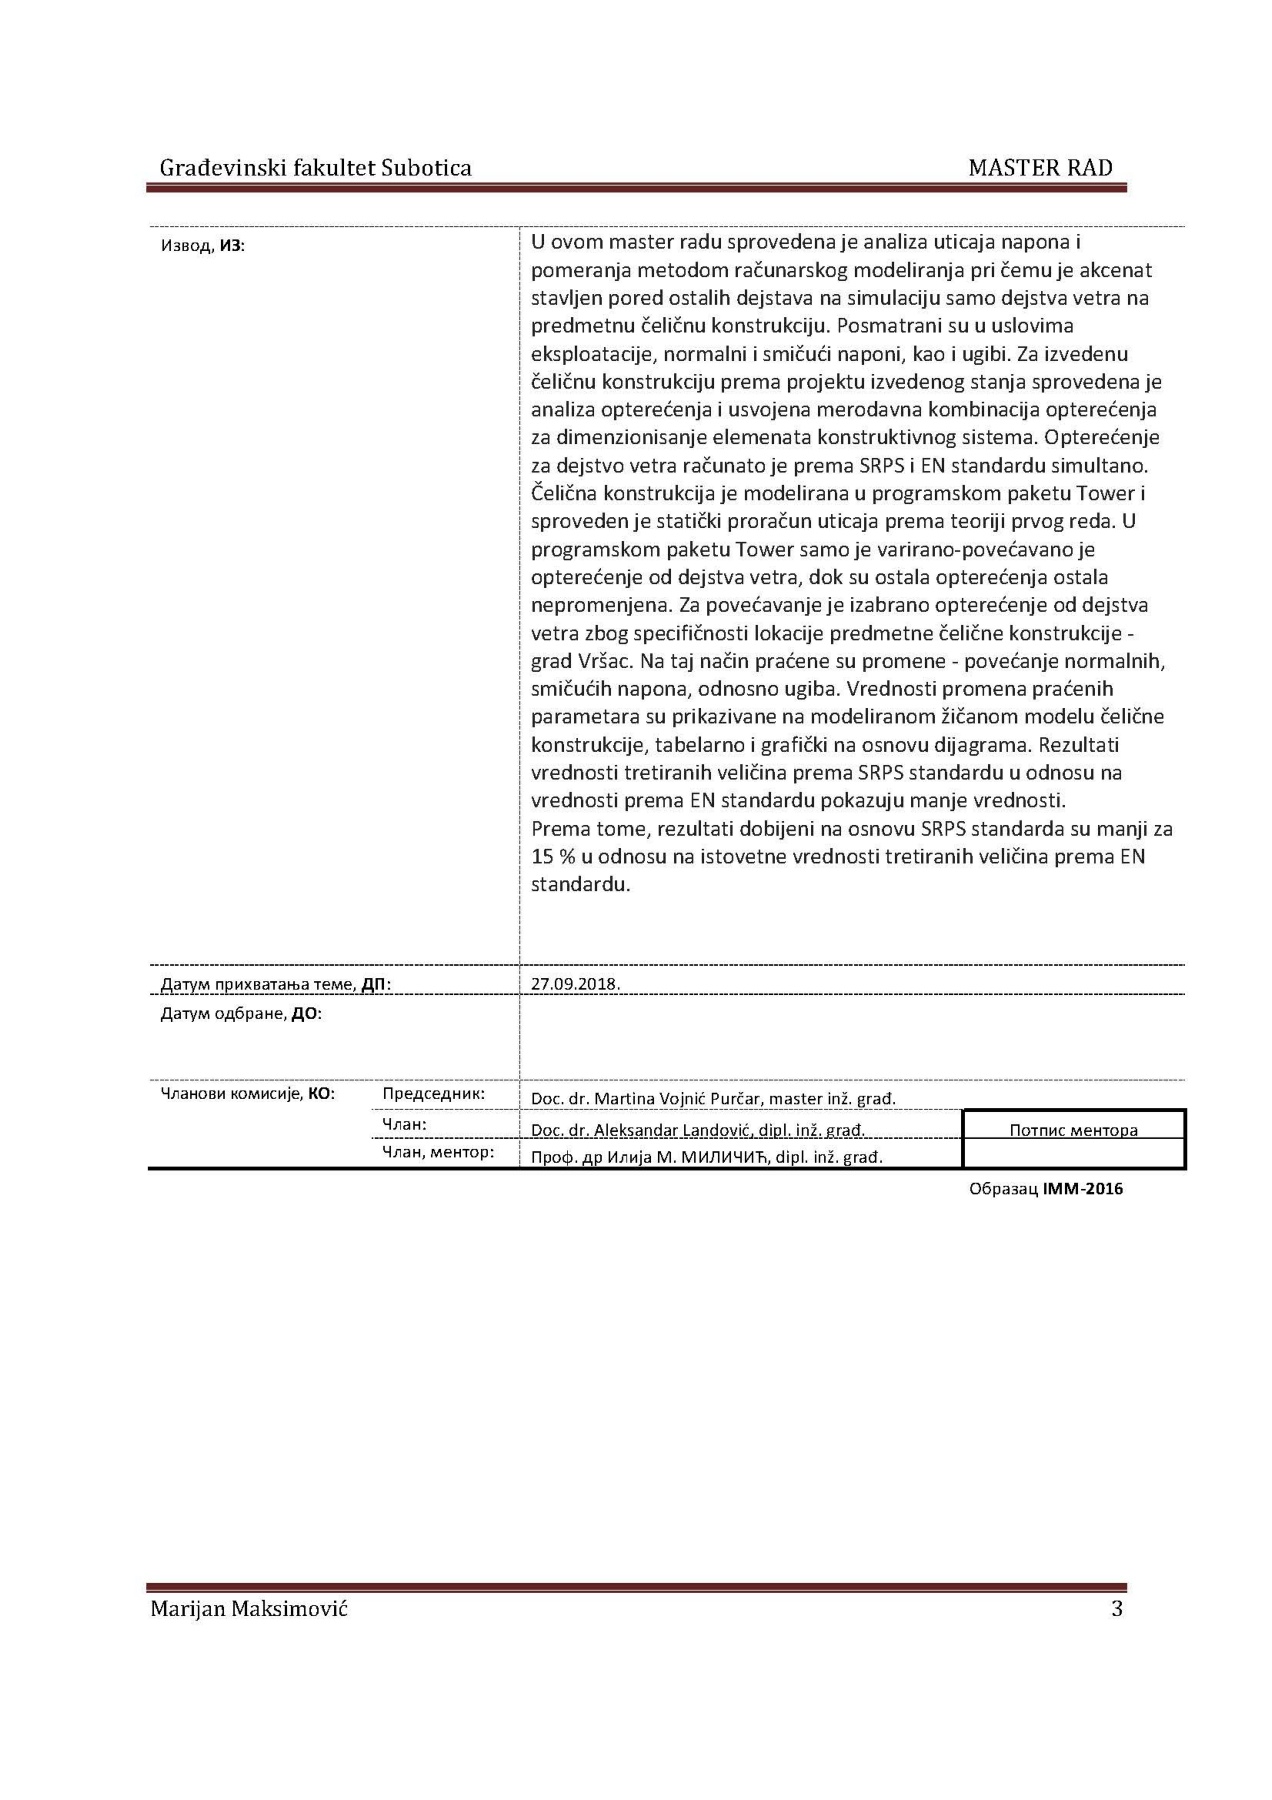 Građevinski fakultet Subotica MASTER RAD
Извод, ИЗ:
U ovom master radu sprovedena je analiza uticaja napona i
pomeranja metodom računarskog modeliranja pri čemu je akcenat
stavljen pored ostalih dejstava na simulaciju samo dejstva vetra na
predmetnu čeličnu konstrukciju. Posmatrani su u uslovima
eksploatacije, normalni i smičući naponi, kao i ugibi. Za izvedenu
čeličnu konstrukciju prema projektu izvedenog stanja sprovedena je
analiza opterećenja i usvojena merodavna kombinacija opterećenja
za dimenzionisanje elemenata konstruktivnog sistema. Opterećenje
za dejstvo vetra računato je prema SRPS i EN standardu simultano.
Čelična konstrukcija je modelirana u programskom paketu Tower i
sproveden je statički proračun uticaja prema teoriji prvog reda. U
programskom paketu Tower samo je varirano-povećavano je
opterećenje od dejstva vetra, dok su ostala opterećenja ostala
nepromenjena. Za povećavanje je izabrano opterećenje od dejstva
vetra zbog specifičnosti lokacije predmetne čelične konstrukcije -
grad Vršac. Na taj način praćene su promene - povećanje normalnih,
smičućih napona, odnosno ugiba. Vrednosti promena praćenih
parametara su prikazivane na modeliranom žičanom modelu čelične
konstrukcije, tabelarno i grafički na osnovu dijagrama. Rezultati
vrednosti tretiranih veličina prema SRPS standardu u odnosu na
vrednosti prema EN standardu pokazuju manje vrednosti.
Prema tome, rezultati dobijeni na osnovu SRPS standarda su manji za
15 % u odnosu na istovetne vrednosti tretiranih veličina prema EN
standardu.
Датум прихватања теме, ДП: 27.09.2018.
Датум одбране, ДО:
Чланови комисије, КО: Председник: Doc. dr. Martina Vojnić Purčar, master inž. građ.
Члан: Doc. dr. Aleksandar Landović, dipl. inž. građ. Потпис ментора
Члан, ментор: Проф. др Илија М. МИЛИЧИЋ, dipl. inž. građ.
Образац IMM-2016
Marijan Maksimović 3